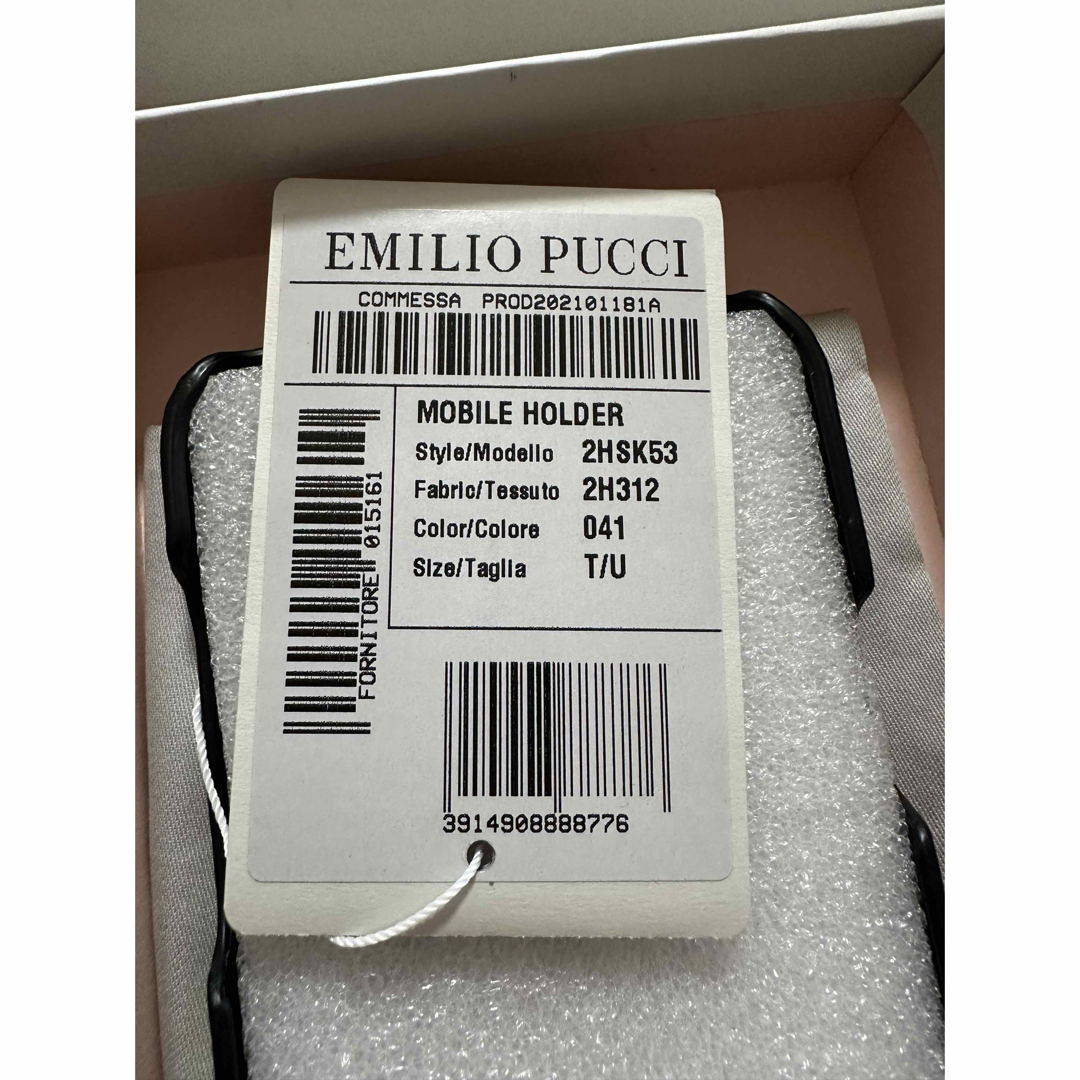 EMILIO PUCCI
COMMESSA PROD202101181A
MOBILE HOLDER
Style/Modello 2HSK53
Fabric/Tessuto 2H312
Color/Colore 041
Size/Taglia T/U
FORNITORE 015161
3914908888776